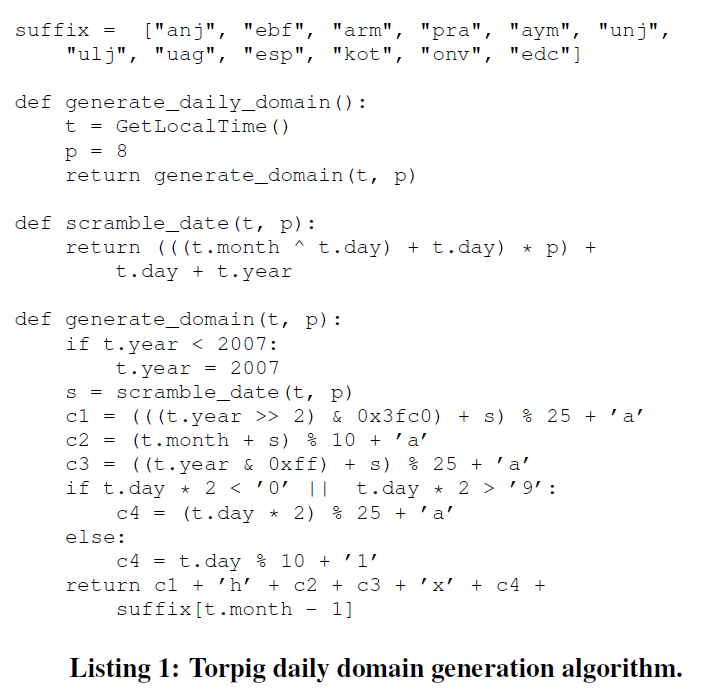 suffix =  ["anj", "ebf", "arm", "pra", "aym", "unj",
    "ulj", "uag", "esp", "kot", "onv", "edc"]

def generate_daily_domain():
    t = GetLocalTime()
    p = 8
    return generate_domain(t, p)

def scramble_date(t, p):
    return (((t.month ^ t.day) + t.day) * p) +
        t.day + t.year

def generate_domain(t, p):
    if t.year < 2007:
        t.year = 2007
    s = scramble_date(t, p)
    c1 = (((t.year >> 2) & 0x3fc0) + s) % 25 + 'a'
    c2 = (t.month + s) % 10 + 'a'
    c3 = ((t.year & 0xff) + s) % 25 + 'a'
    if t.day * 2 < '0' ||  t.day * 2 > '9':
        c4 = (t.day * 2) % 25 + 'a'
    else:
        c4 = t.day % 10 + '1'
    return c1 + 'h' + c2 + c3 + 'x' + c4 +
        suffix[t.month - 1]

Listing 1: Torpig daily domain generation algorithm.